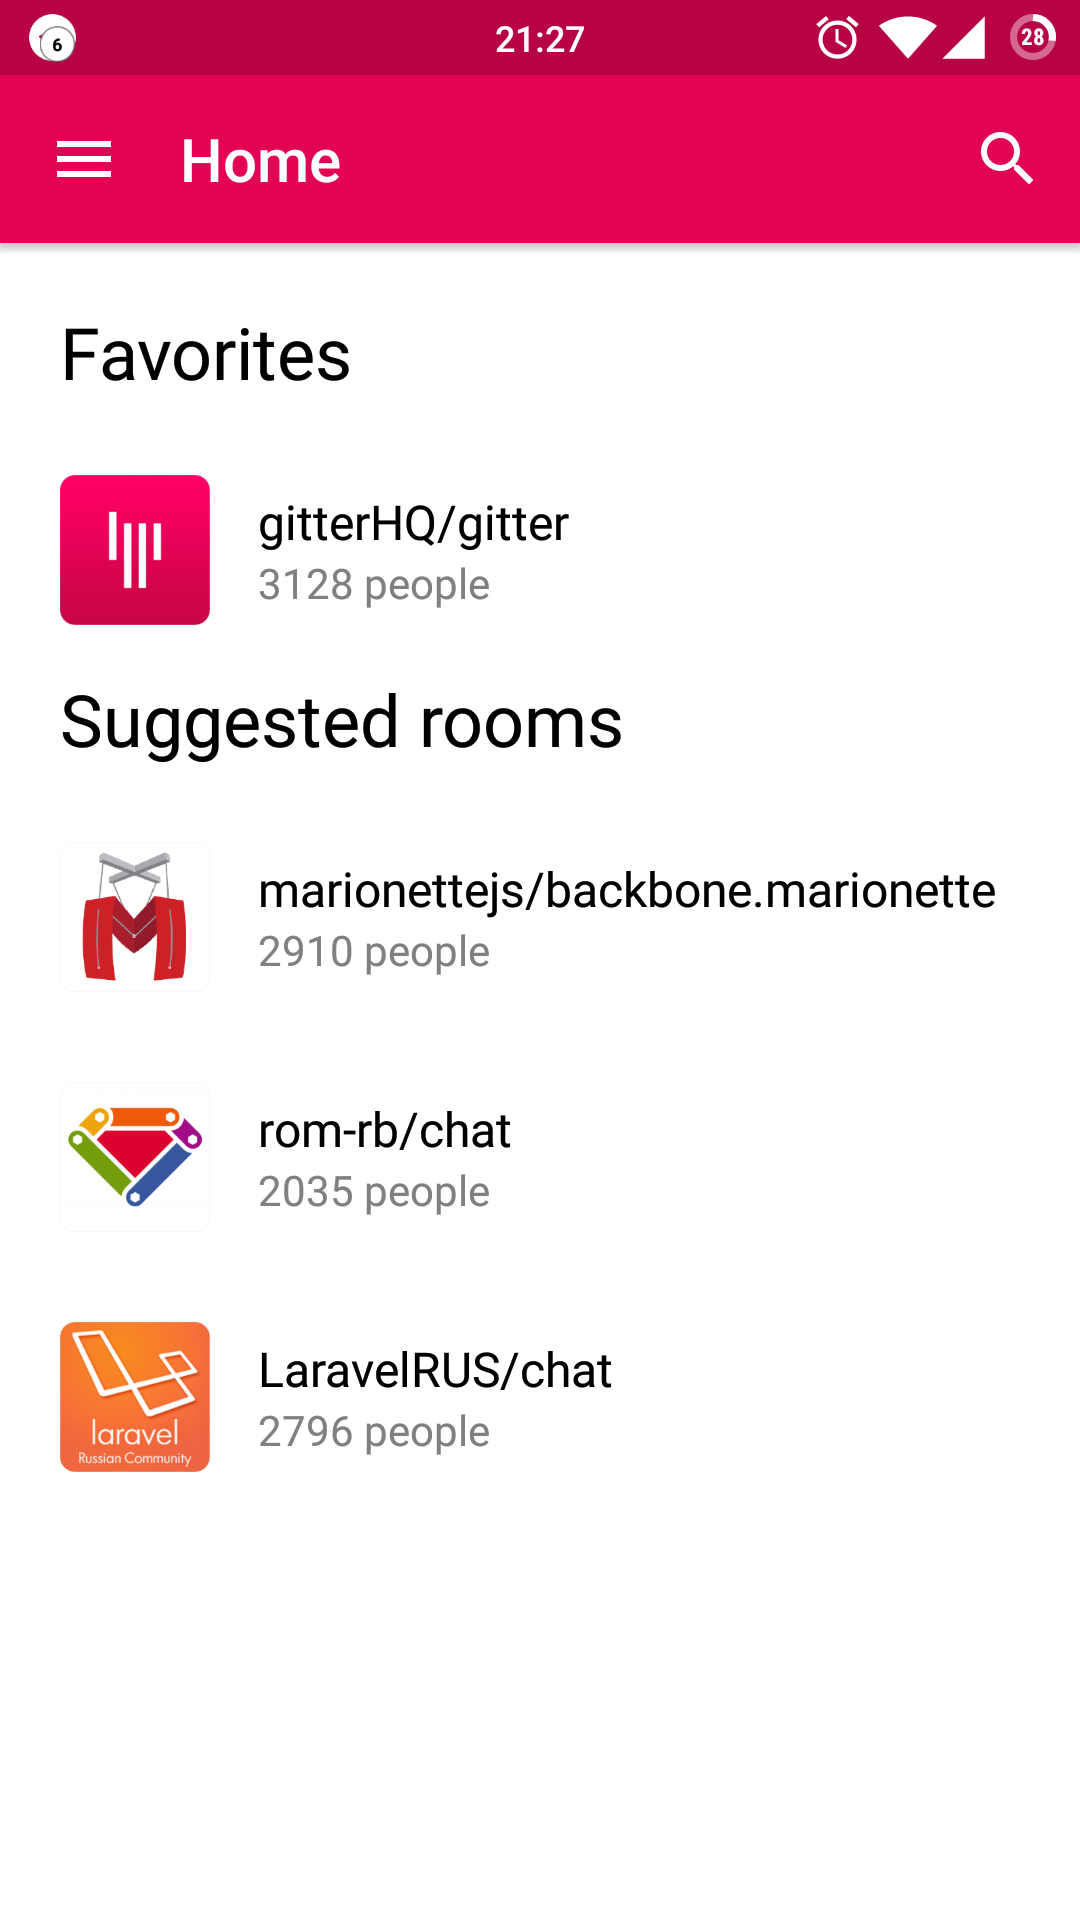 6
21:27
28
Home
Favorites
gitterHQ/gitter
3128 people
Suggested rooms
marionettejs/backbone.marionette
2910 people
rom-rb/chat
2035 people
LaravelRUS/chat
2796 people
laravel
Russian Community